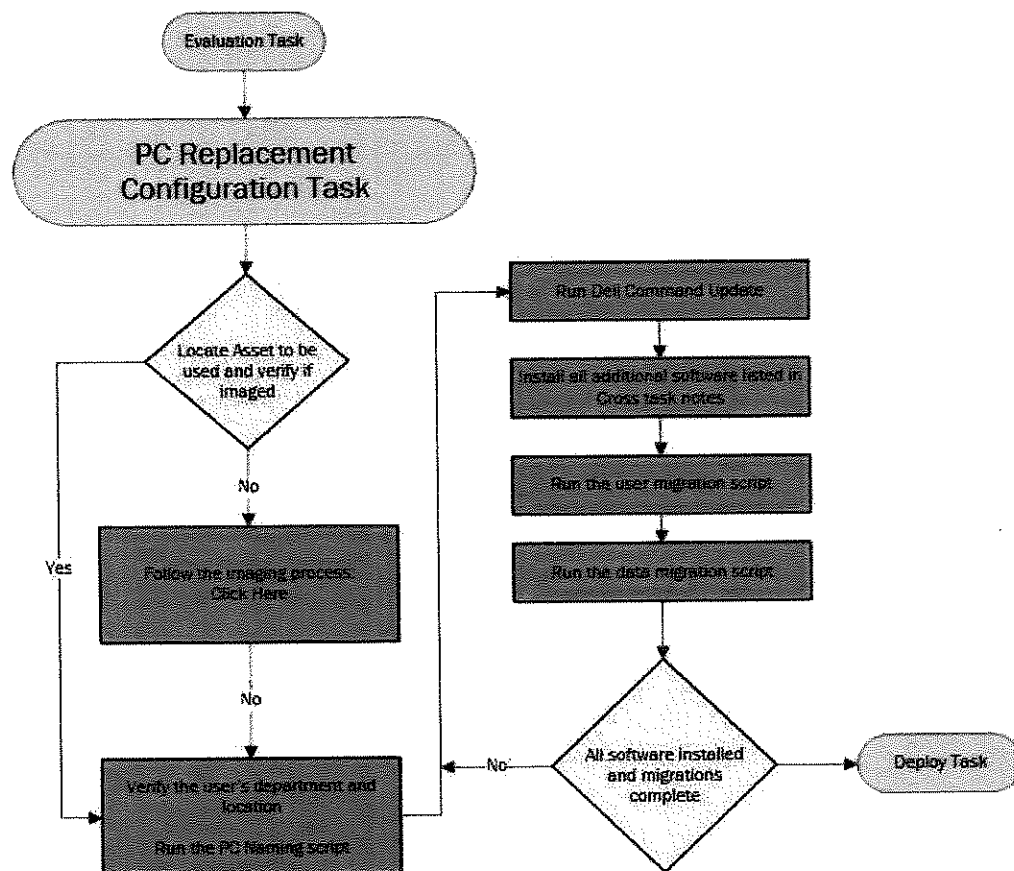 Evaluation Task
PC Replacement
Configuration Task
Locate Asset to be
used and verify if
imaged
No
Yes
Follow the imaging process:
Click Here
No
Verify the user's department and
location
Run the PC Naming script
Run Dell Command Update
Install all additional software listed in
Cross task notes
Run the user migration script
Run the data migration script
All software installed
and migrations
complete
No
Deploy Task